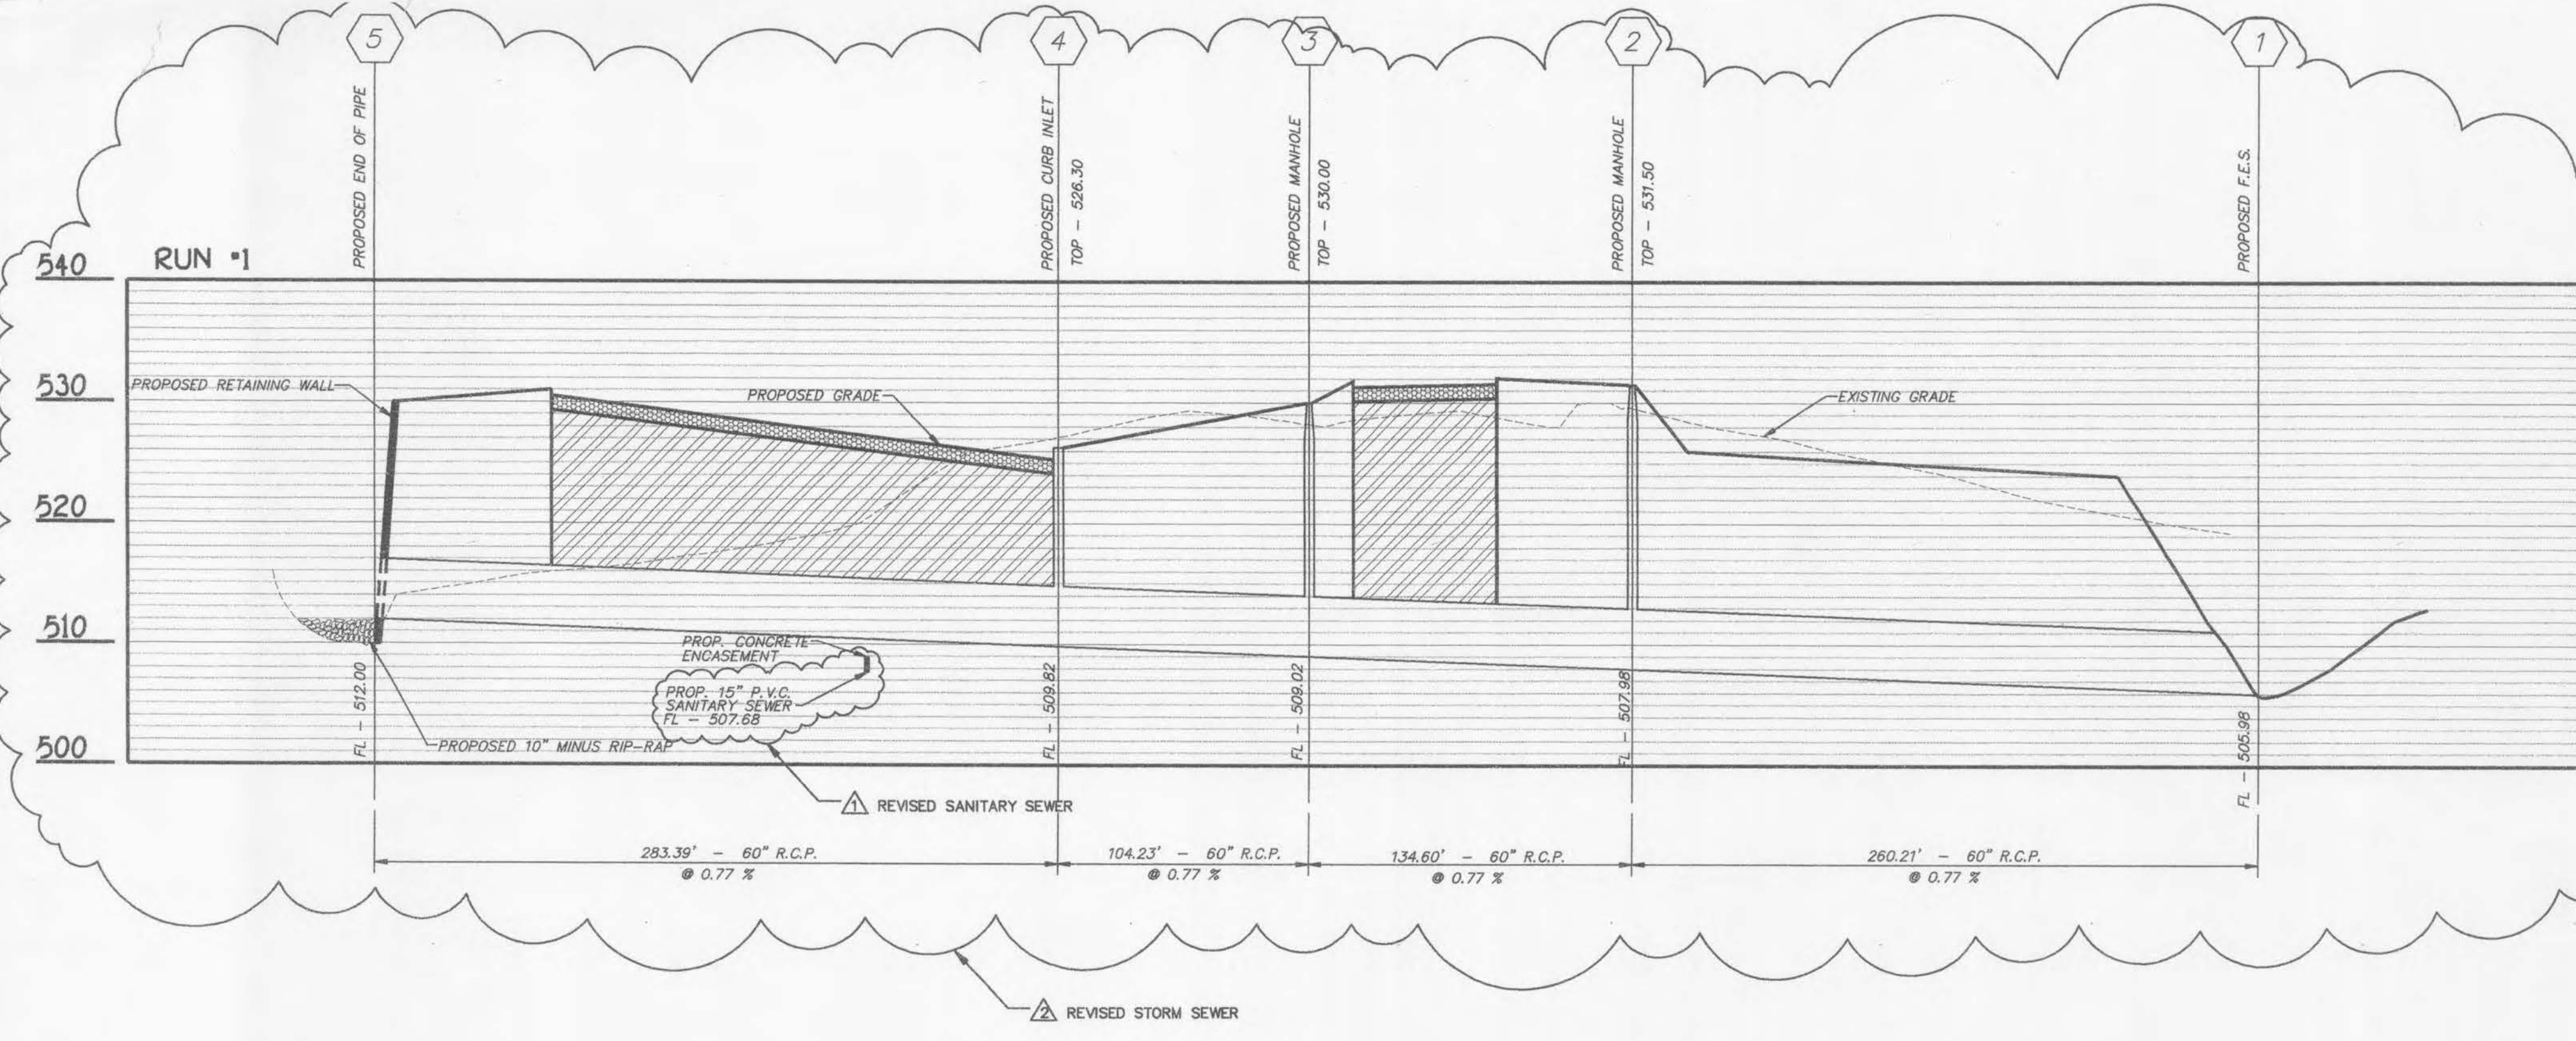 5
4
3
2
1
PROPOSED END OF PIPE
PROPOSED CURB INLET
TOP - 526.30
PROPOSED MANHOLE
TOP - 530.00
PROPOSED MANHOLE
TOP - 531.50
PROPOSED F.E.S.
540
RUN #1
530
520
510
500
PROPOSED RETAINING WALL
PROPOSED GRADE
EXISTING GRADE
PROP. CONCRETE
ENCASEMENT
PROP. 15" P.V.C.
SANITARY SEWER
FL - 507.68
PROPOSED 10" MINUS RIP-RAP
FL - 512.00
FL - 509.82
FL - 509.02
FL - 507.98
FL - 505.98
1 REVISED SANITARY SEWER
283.39' - 60" R.C.P.
@ 0.77 %
104.23' - 60" R.C.P.
@ 0.77 %
134.60' - 60" R.C.P.
@ 0.77 %
260.21' - 60" R.C.P.
@ 0.77 %
2 REVISED STORM SEWER